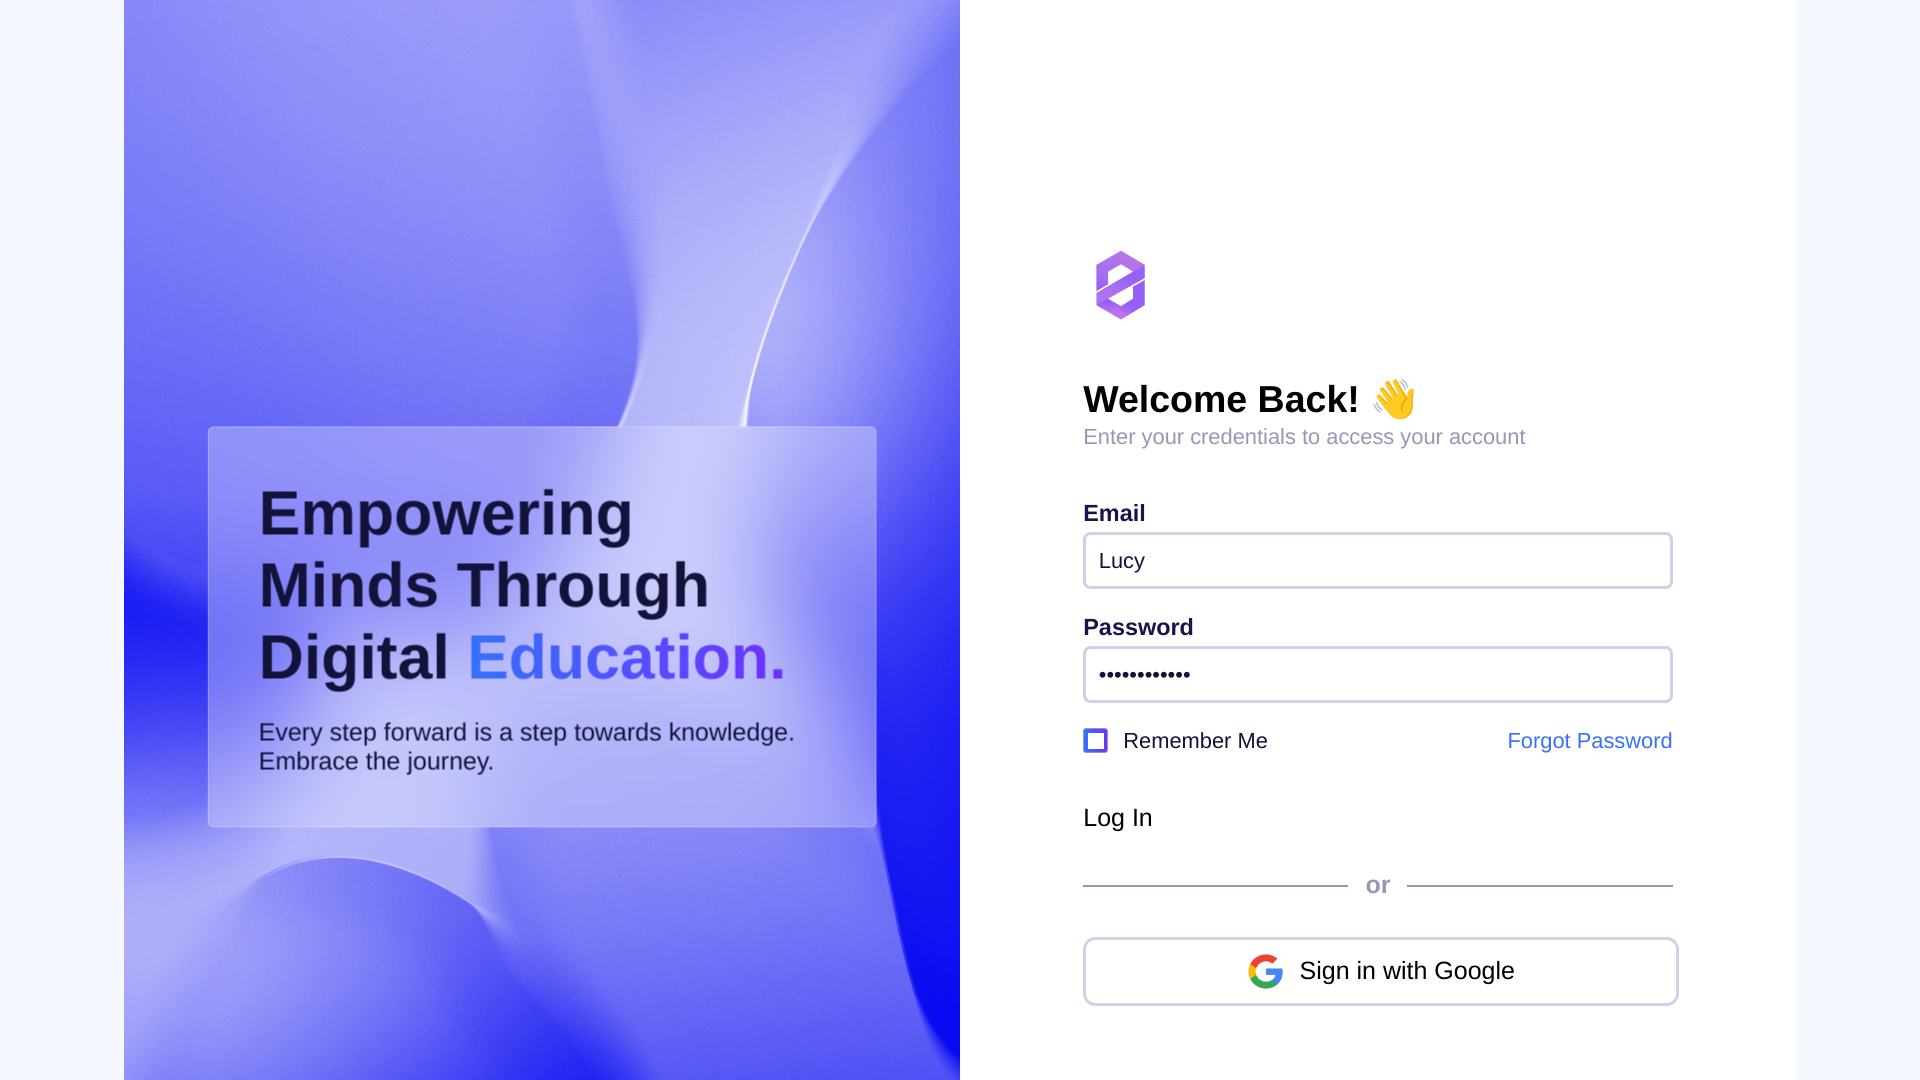 Empowering
Minds Through
Digital Education.
Every step forward is a step towards knowledge.
Embrace the journey.
Welcome Back! 👋
Enter your credentials to access your account
Email
Lucy
Password
••••••••••••
Remember Me
Forgot Password
Log In
or
Sign in with Google